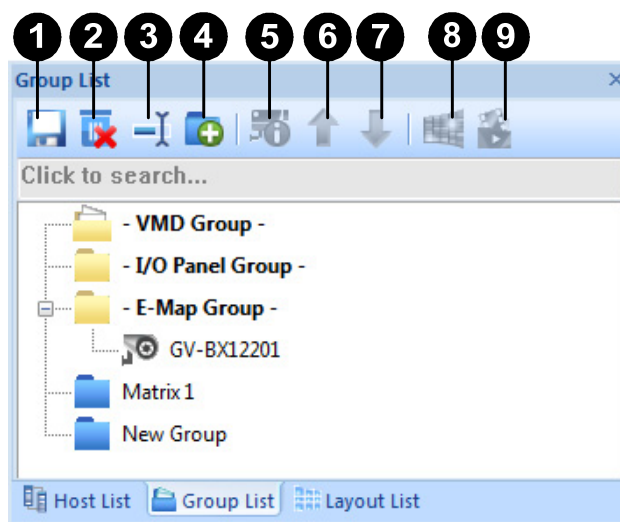 1 2 3 4 5 6 7 8 9
Group List
Click to search...
- VMD Group -
- I/O Panel Group -
- E-Map Group -
GV-BX12201
Matrix 1
New Group
Host List Group List Layout List